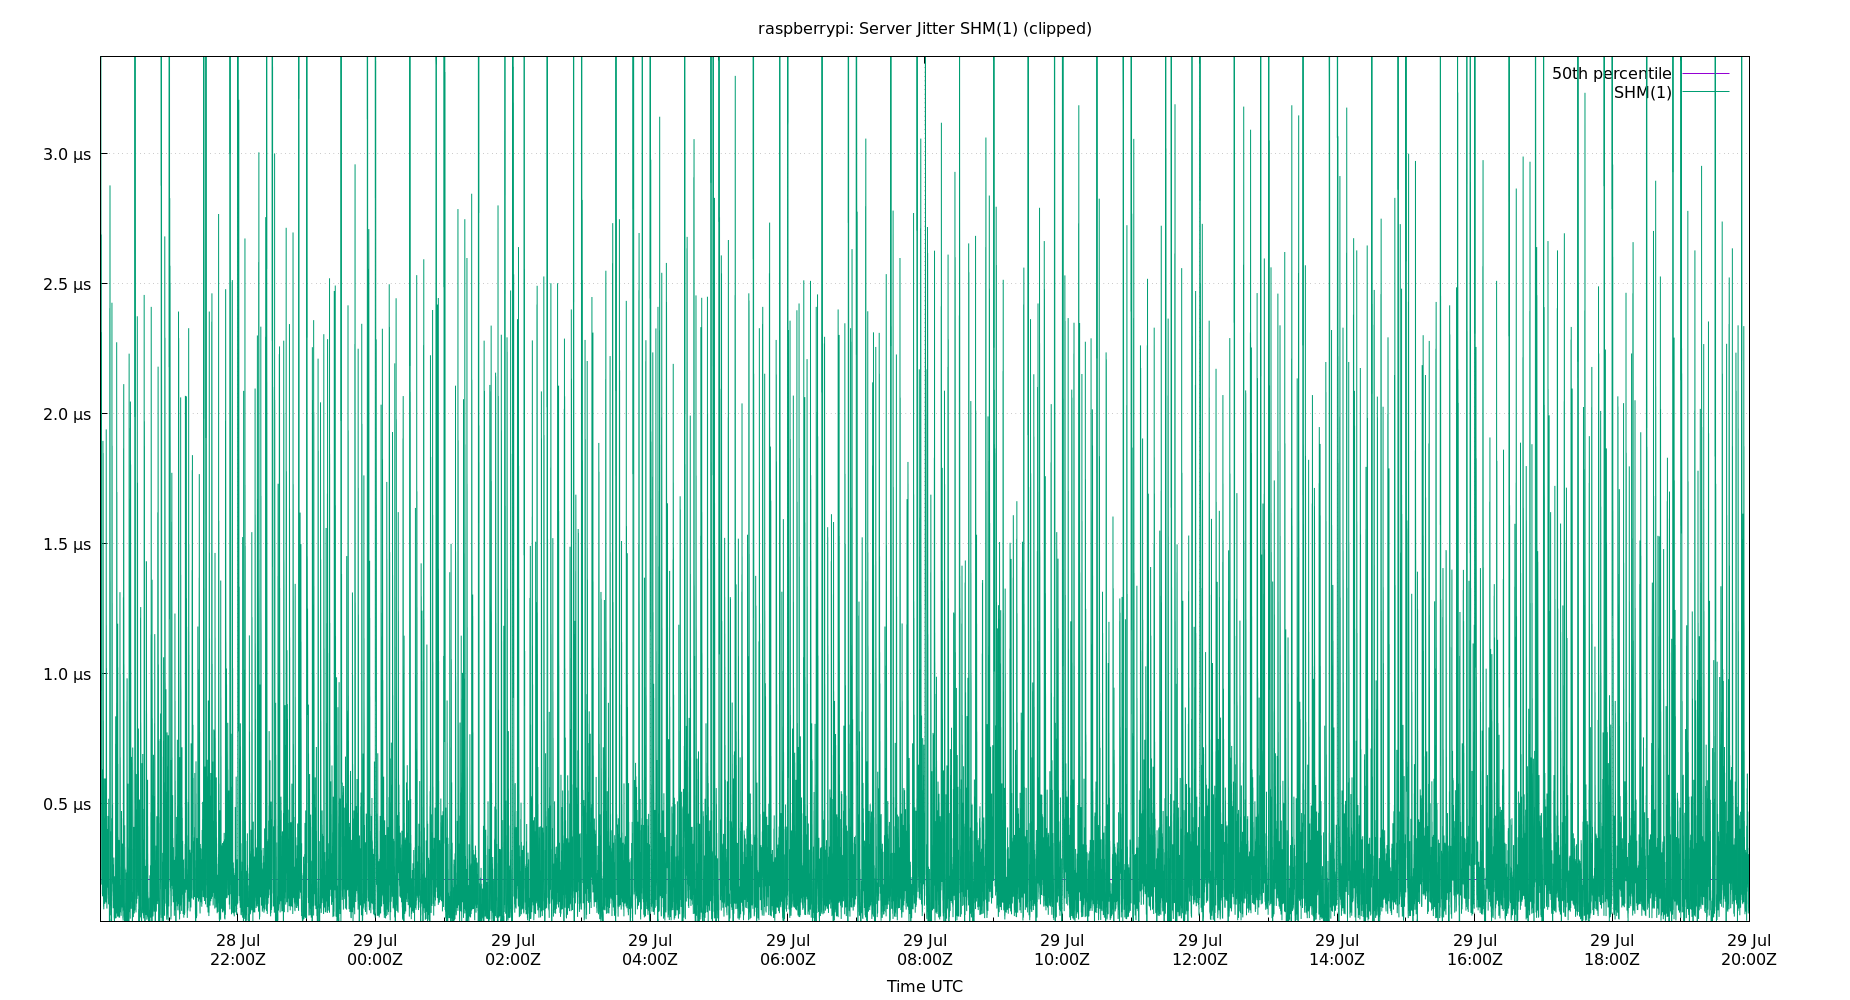 raspberrypi: Server Jitter SHM(1) (clipped)
50th percentile
SHM(1)
3.0 µs
2.5 µs
2.0 µs
1.5 µs
1.0 µs
0.5 µs
28 Jul 29 Jul 29 Jul 29 Jul 29 Jul 29 Jul 29 Jul 29 Jul 29 Jul 29 Jul 29 Jul 29 Jul
22:00Z 00:00Z 02:00Z 04:00Z 06:00Z 08:00Z 10:00Z 12:00Z 14:00Z 16:00Z 18:00Z 20:00Z
Time UTC